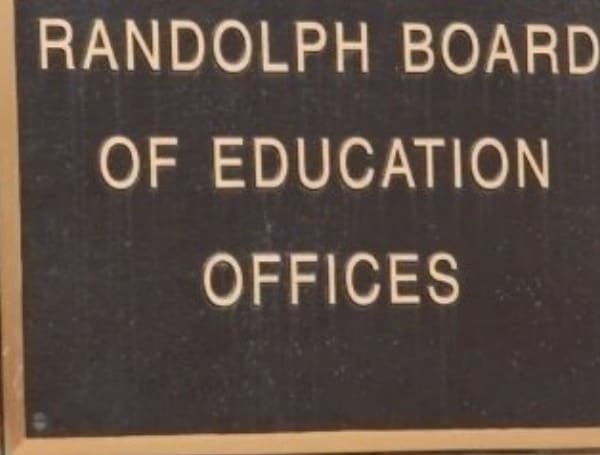 RANDOLPH BOARD
OF EDUCATION
OFFICES